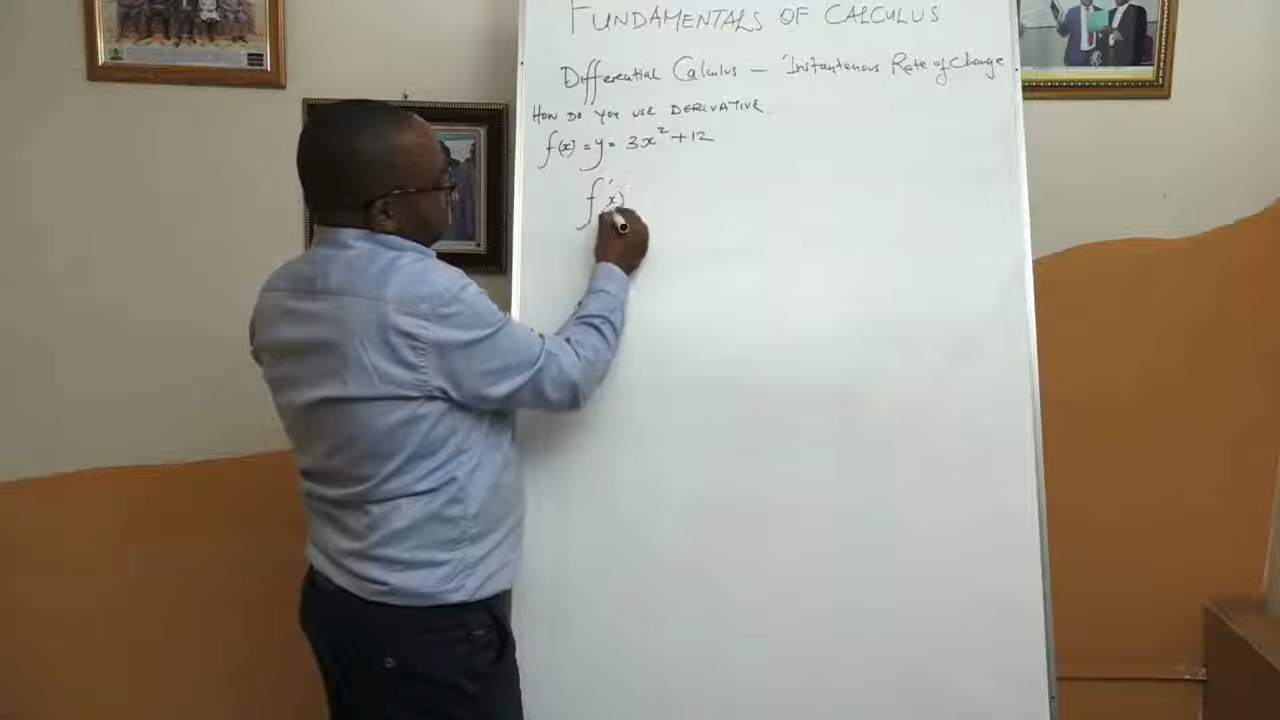 FUNDAMENTALS OF CALCULUS
Differential Calculus — Instantenous Rate of Change
HOW DO YOU USE DERIVATIVE.
f(x) = y = 3x² + 12
f'(x)